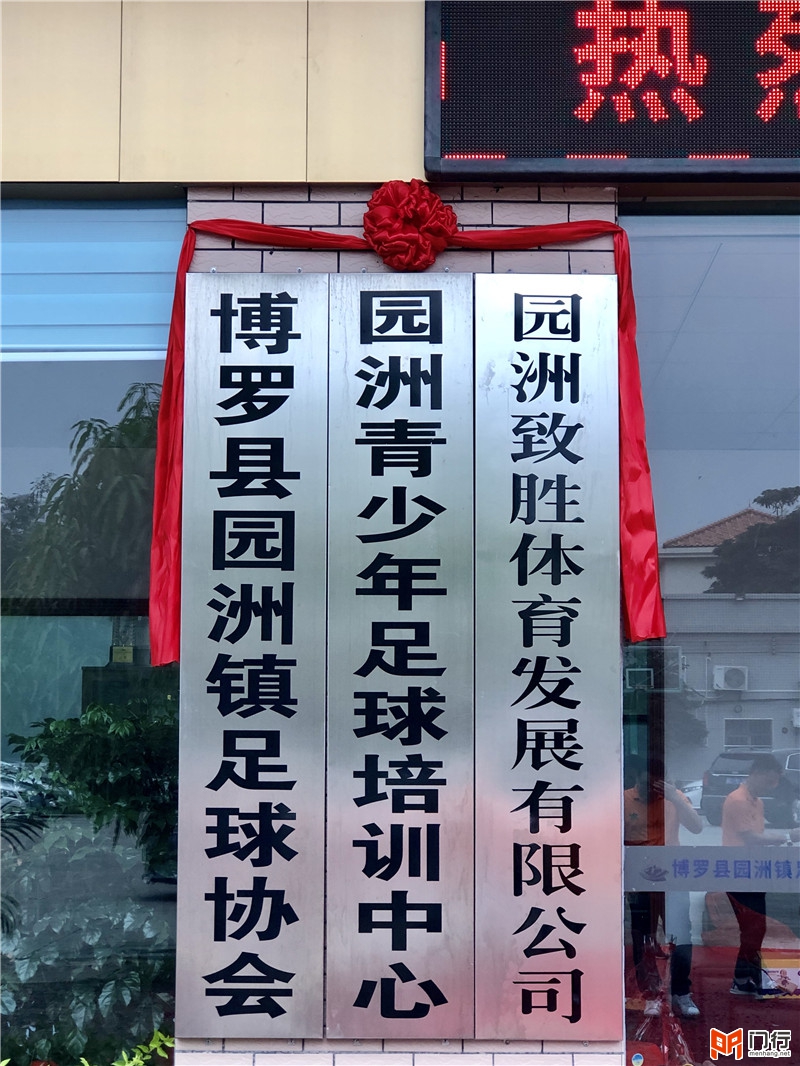 热烈
博罗县园洲镇足球协会
园洲青少年足球培训中心
园洲致胜体育发展有限公司
博罗县园洲镇足
门行
menhang.net